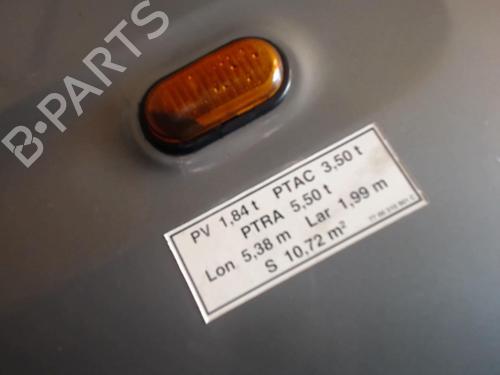 B-PARTS
PV 1,84 t PTAC 3,50 t
PTRA 5,50 t
Lon 5,38 m Lar 1,99 m
S 10,72 m²